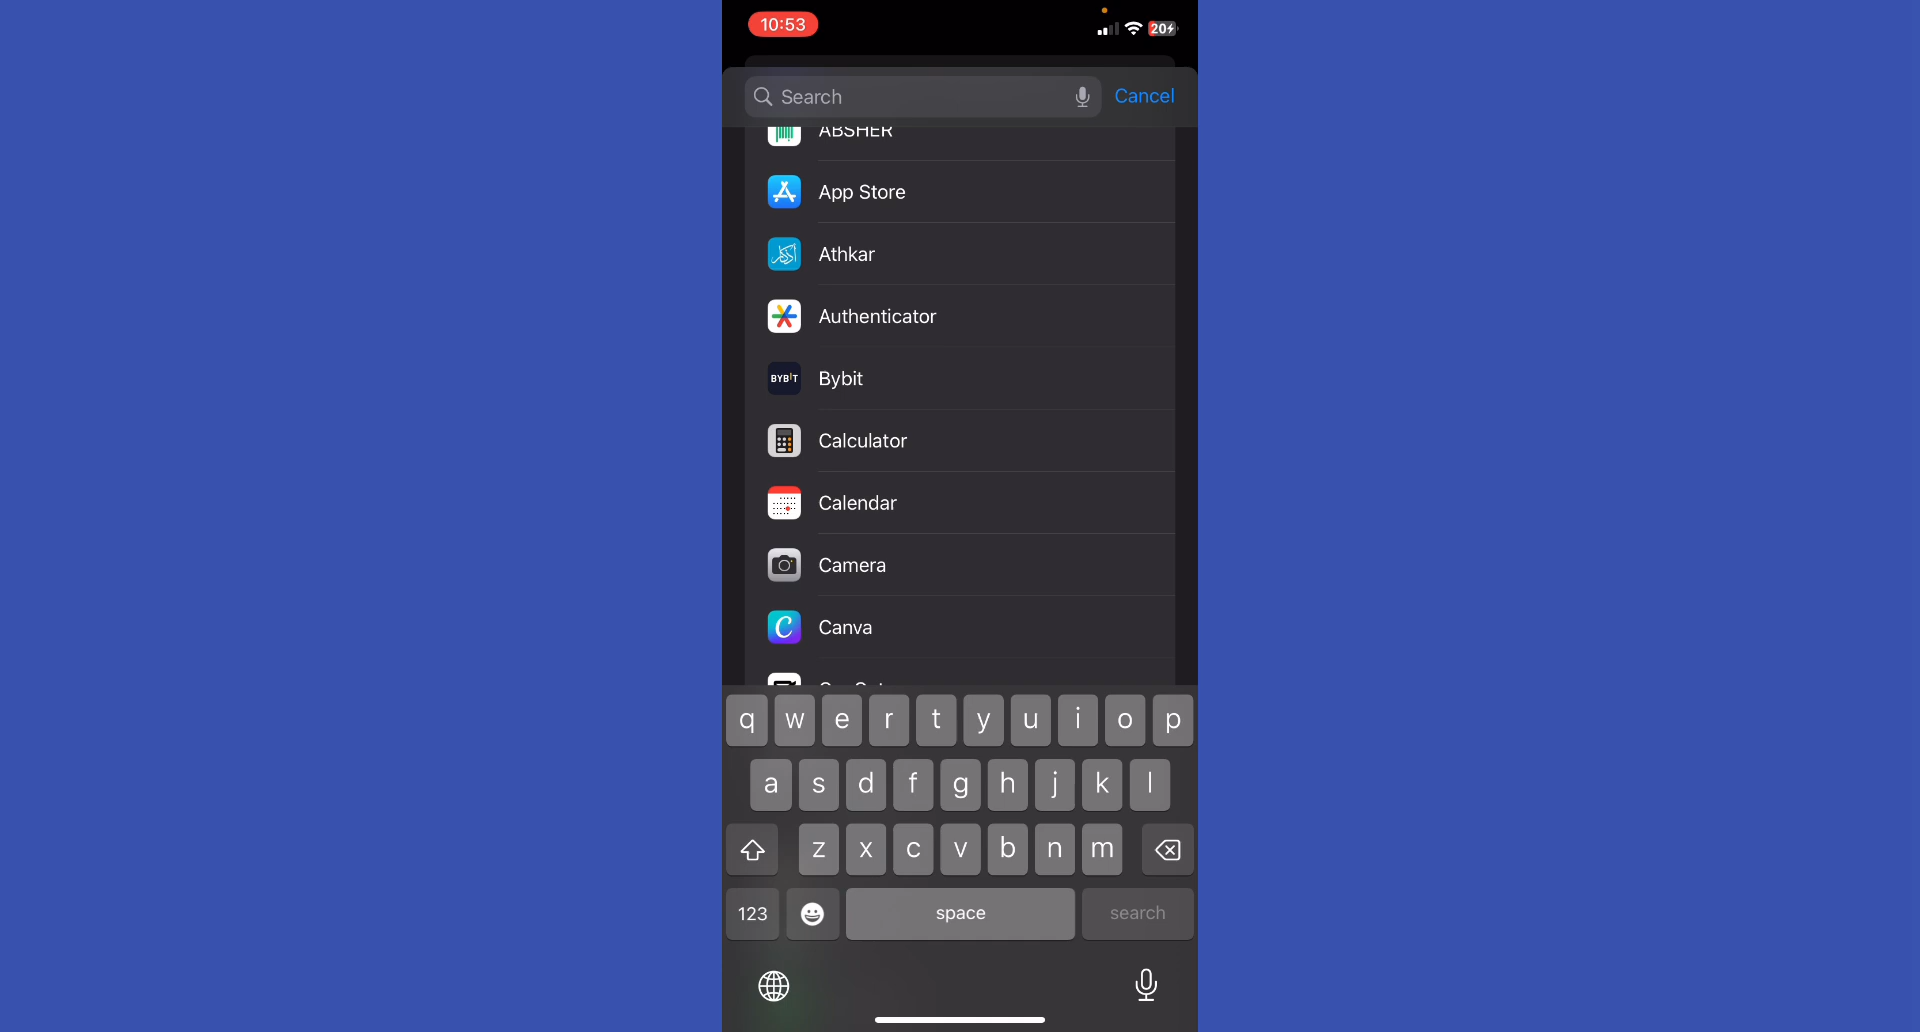 10:53
20
Search
Cancel
ABSHER
App Store
Athkar
Authenticator
BYBIT
Bybit
Calculator
Calendar
Camera
C
Canva
q w e r t y u i o p
a s d f g h j k l
z x c v b n m
123
space
search